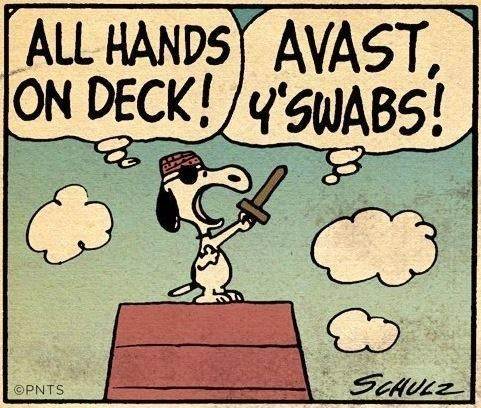 ALL HANDS
ON DECK!
AVAST,
Y'SWABS!
©PNTS
SCHULZ